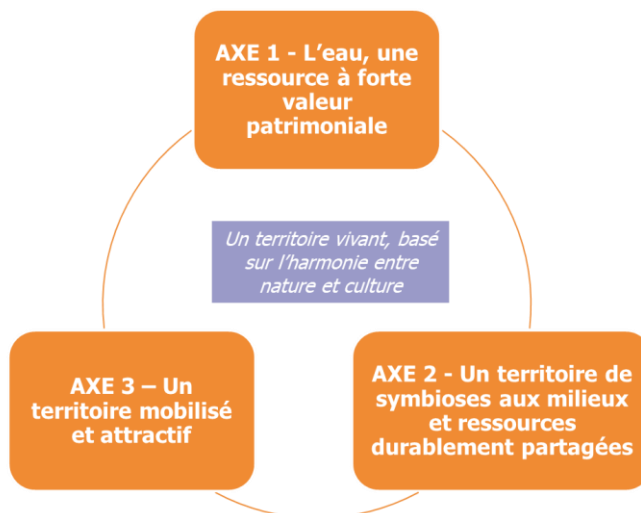 AXE 1 - L’eau, une
ressource à forte
valeur
patrimoniale
Un territoire vivant, basé
sur l’harmonie entre
nature et culture
AXE 3 – Un
territoire mobilisé
et attractif
AXE 2 - Un territoire de
symbioses aux milieux
et ressources
durablement partagées